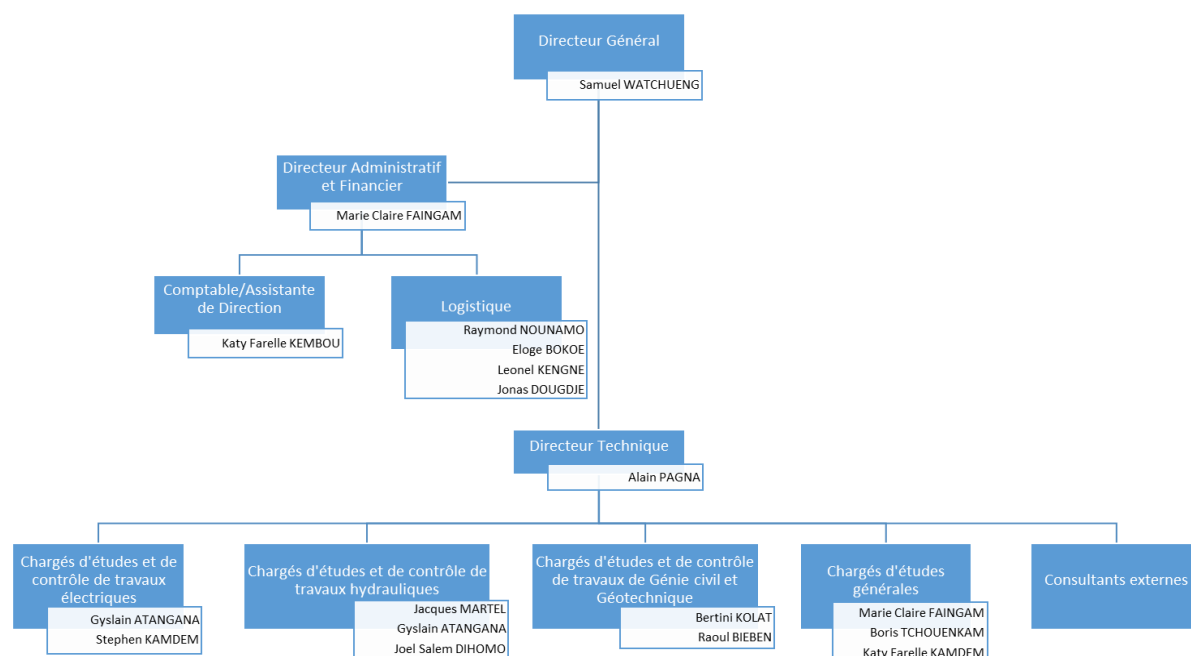 Directeur Général
Samuel WATCHUENG
Directeur Administratif
et Financier
Marie Claire FAINGAM
Comptable/Assistante
de Direction
Katy Farelle KEMBOU
Logistique
Raymond NOUNAMO
Eloge BOKOE
Leonel KENGNE
Jonas DOUGDJE
Directeur Technique
Alain PAGNA
Chargés d'études et de
contrôle de travaux
électriques
Gyslain ATANGANA
Stephen KAMDEM
Chargés d'études et de contrôle de
travaux hydrauliques
Jacques MARTEL
Gyslain ATANGANA
Joel Salem DIHOMO
Chargés d'études et de contrôle
de travaux de Génie civil et
Géotechnique
Bertini KOLAT
Raoul BIEBEN
Chargés d'études
générales
Marie Claire FAINGAM
Boris TCHOUENKAM
Katy Farelle KAMDEM
Consultants externes